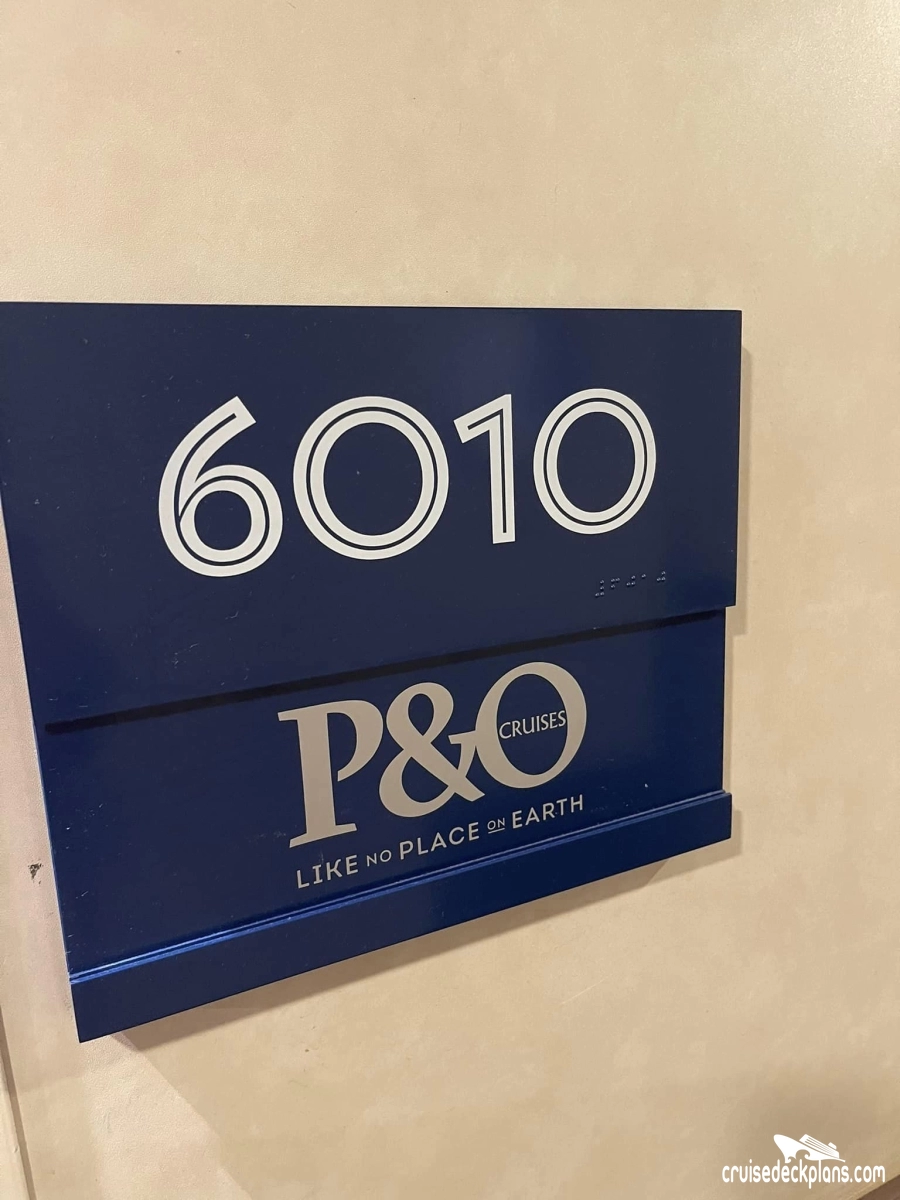 6010
P&O
CRUISES
LIKE NO PLACE ON EARTH
cruisedeckplans.com